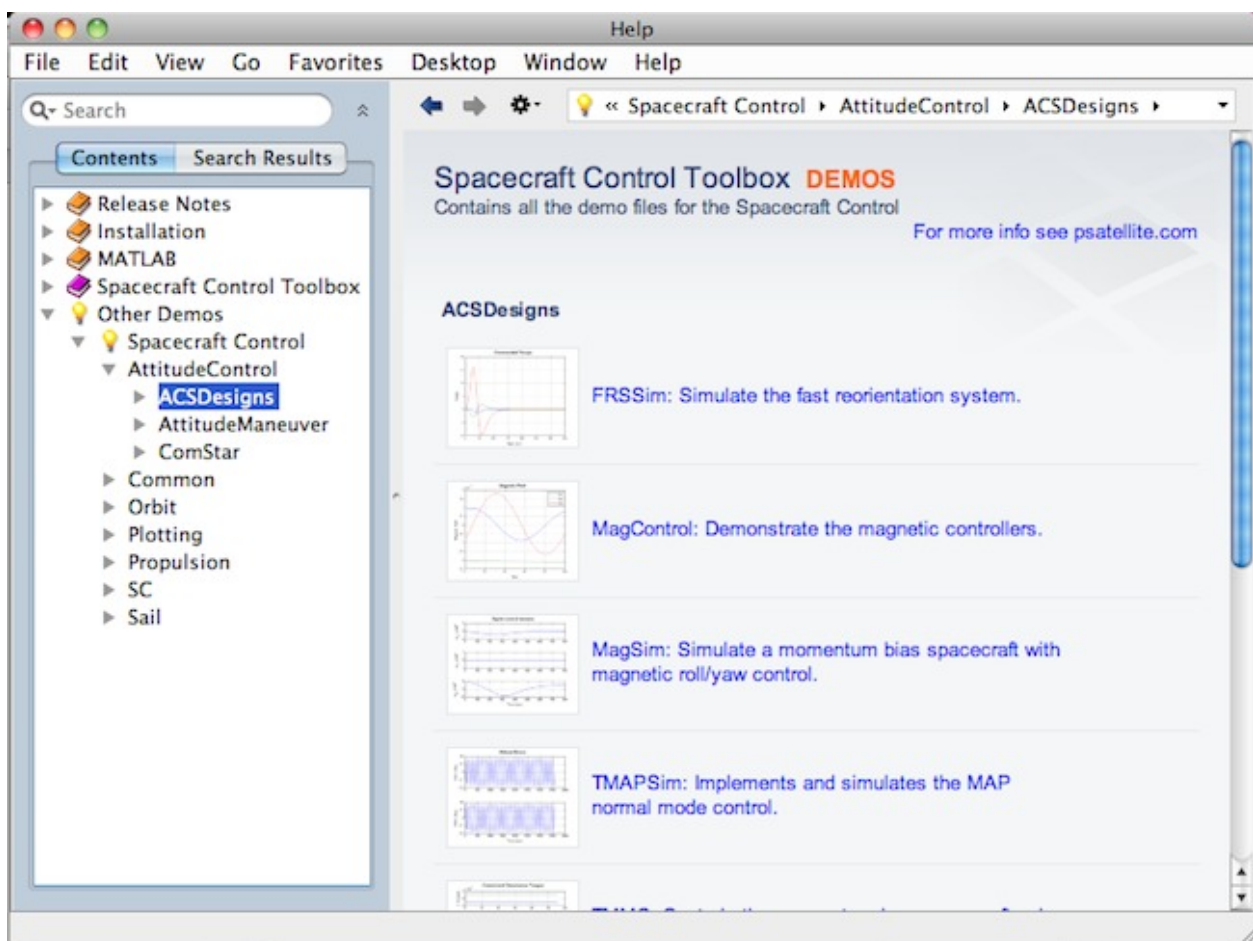 Help
File Edit View Go Favorites Desktop Window Help
Search
« Spacecraft Control ▸ AttitudeControl ▸ ACSDesigns ▸
Contents Search Results
Release Notes
Installation
MATLAB
Spacecraft Control Toolbox
Other Demos
Spacecraft Control
AttitudeControl
ACSDesigns
AttitudeManeuver
ComStar
Common
Orbit
Plotting
Propulsion
SC
Sail
Spacecraft Control Toolbox DEMOS
Contains all the demo files for the Spacecraft Control
For more info see psatellite.com
ACSDesigns
FRSSim: Simulate the fast reorientation system.
MagControl: Demonstrate the magnetic controllers.
MagSim: Simulate a momentum bias spacecraft with
magnetic roll/yaw control.
TMAPSim: Implements and simulates the MAP
normal mode control.